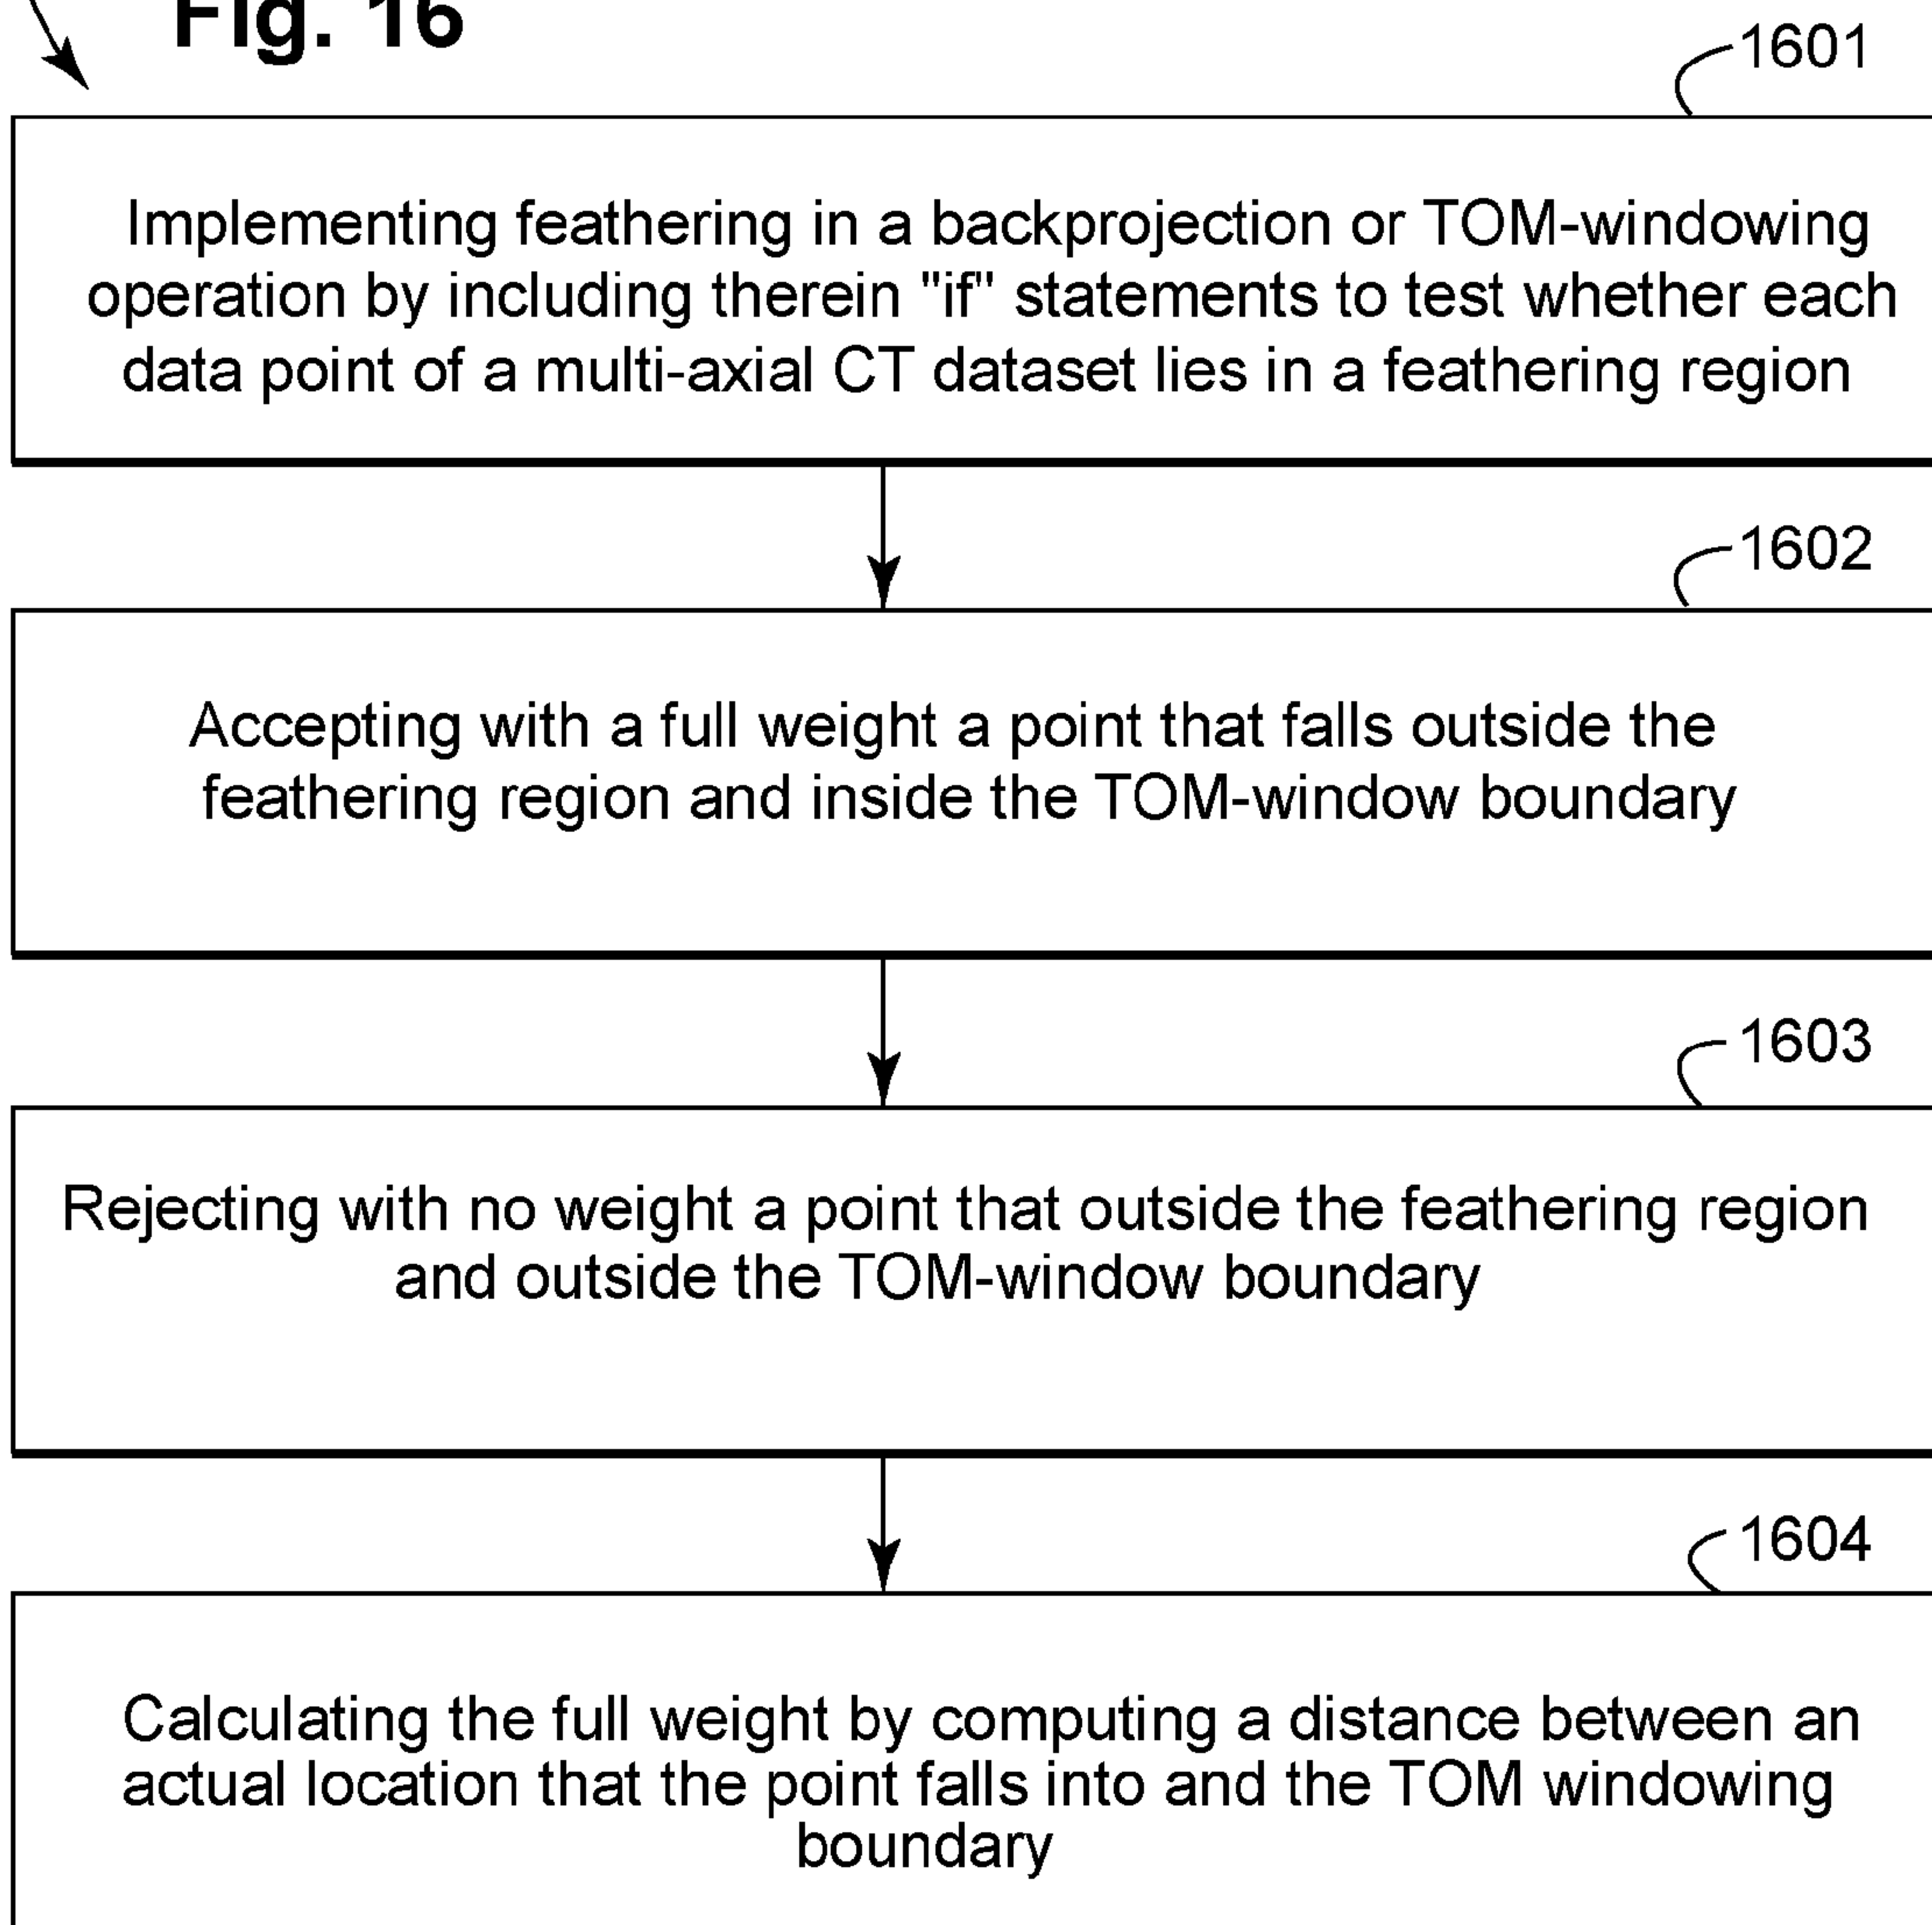 Fig. 16
1601
Implementing feathering in a backprojection or TOM-windowing
operation by including therein "if" statements to test whether each
data point of a multi-axial CT dataset lies in a feathering region
1602
Accepting with a full weight a point that falls outside the
feathering region and inside the TOM-window boundary
1603
Rejecting with no weight a point that outside the feathering region
and outside the TOM-window boundary
1604
Calculating the full weight by computing a distance between an
actual location that the point falls into and the TOM windowing
boundary